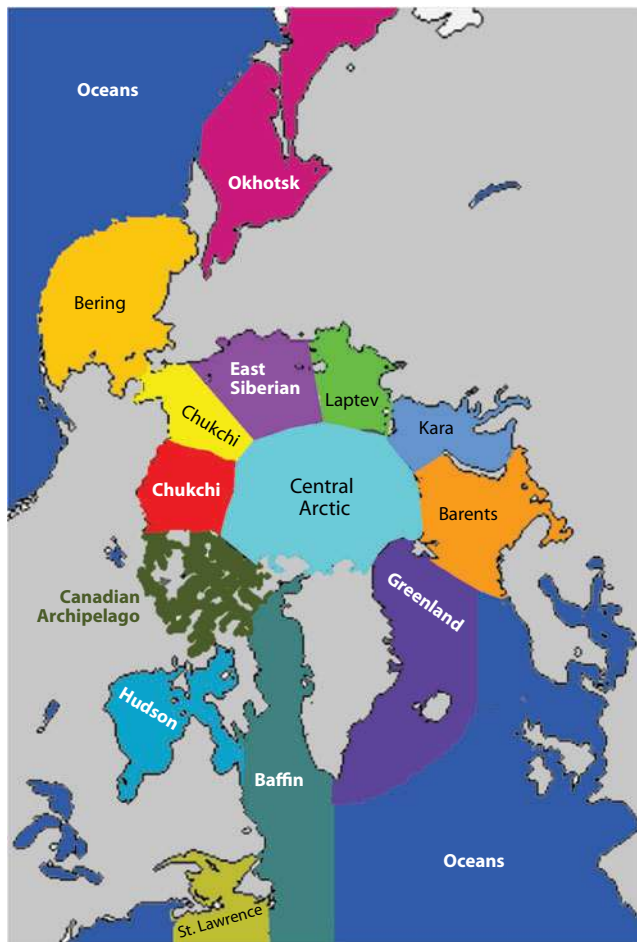 Oceans
Okhotsk
Bering
East
Siberian
Laptev
Chukchi
Kara
Chukchi
Central
Arctic
Barents
Canadian
Archipelago
Greenland
Hudson
Baffin
Oceans
St. Lawrence